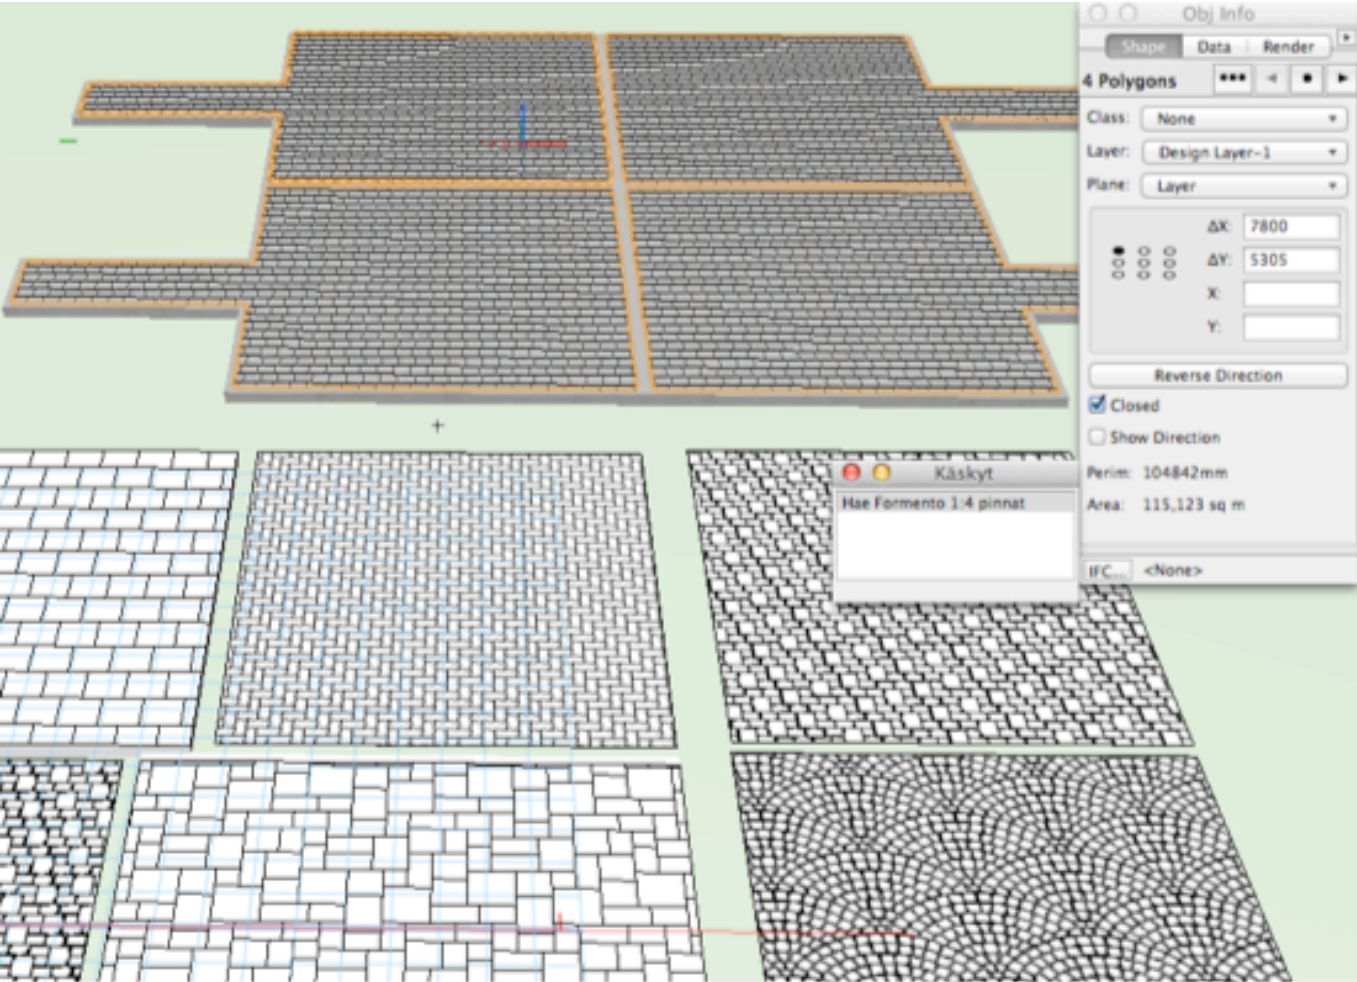 Obj Info
Shape Data Render
4 Polygons
Class: None
Layer: Design Layer-1
Plane: Layer
ΔX: 7800
ΔY: 5305
X:
Y:
Reverse Direction
Closed
Show Direction
Perim: 104842mm
Area: 115,123 sq m
IFC... <None>
Käskyt
Hae Formento 1:4 pinnat